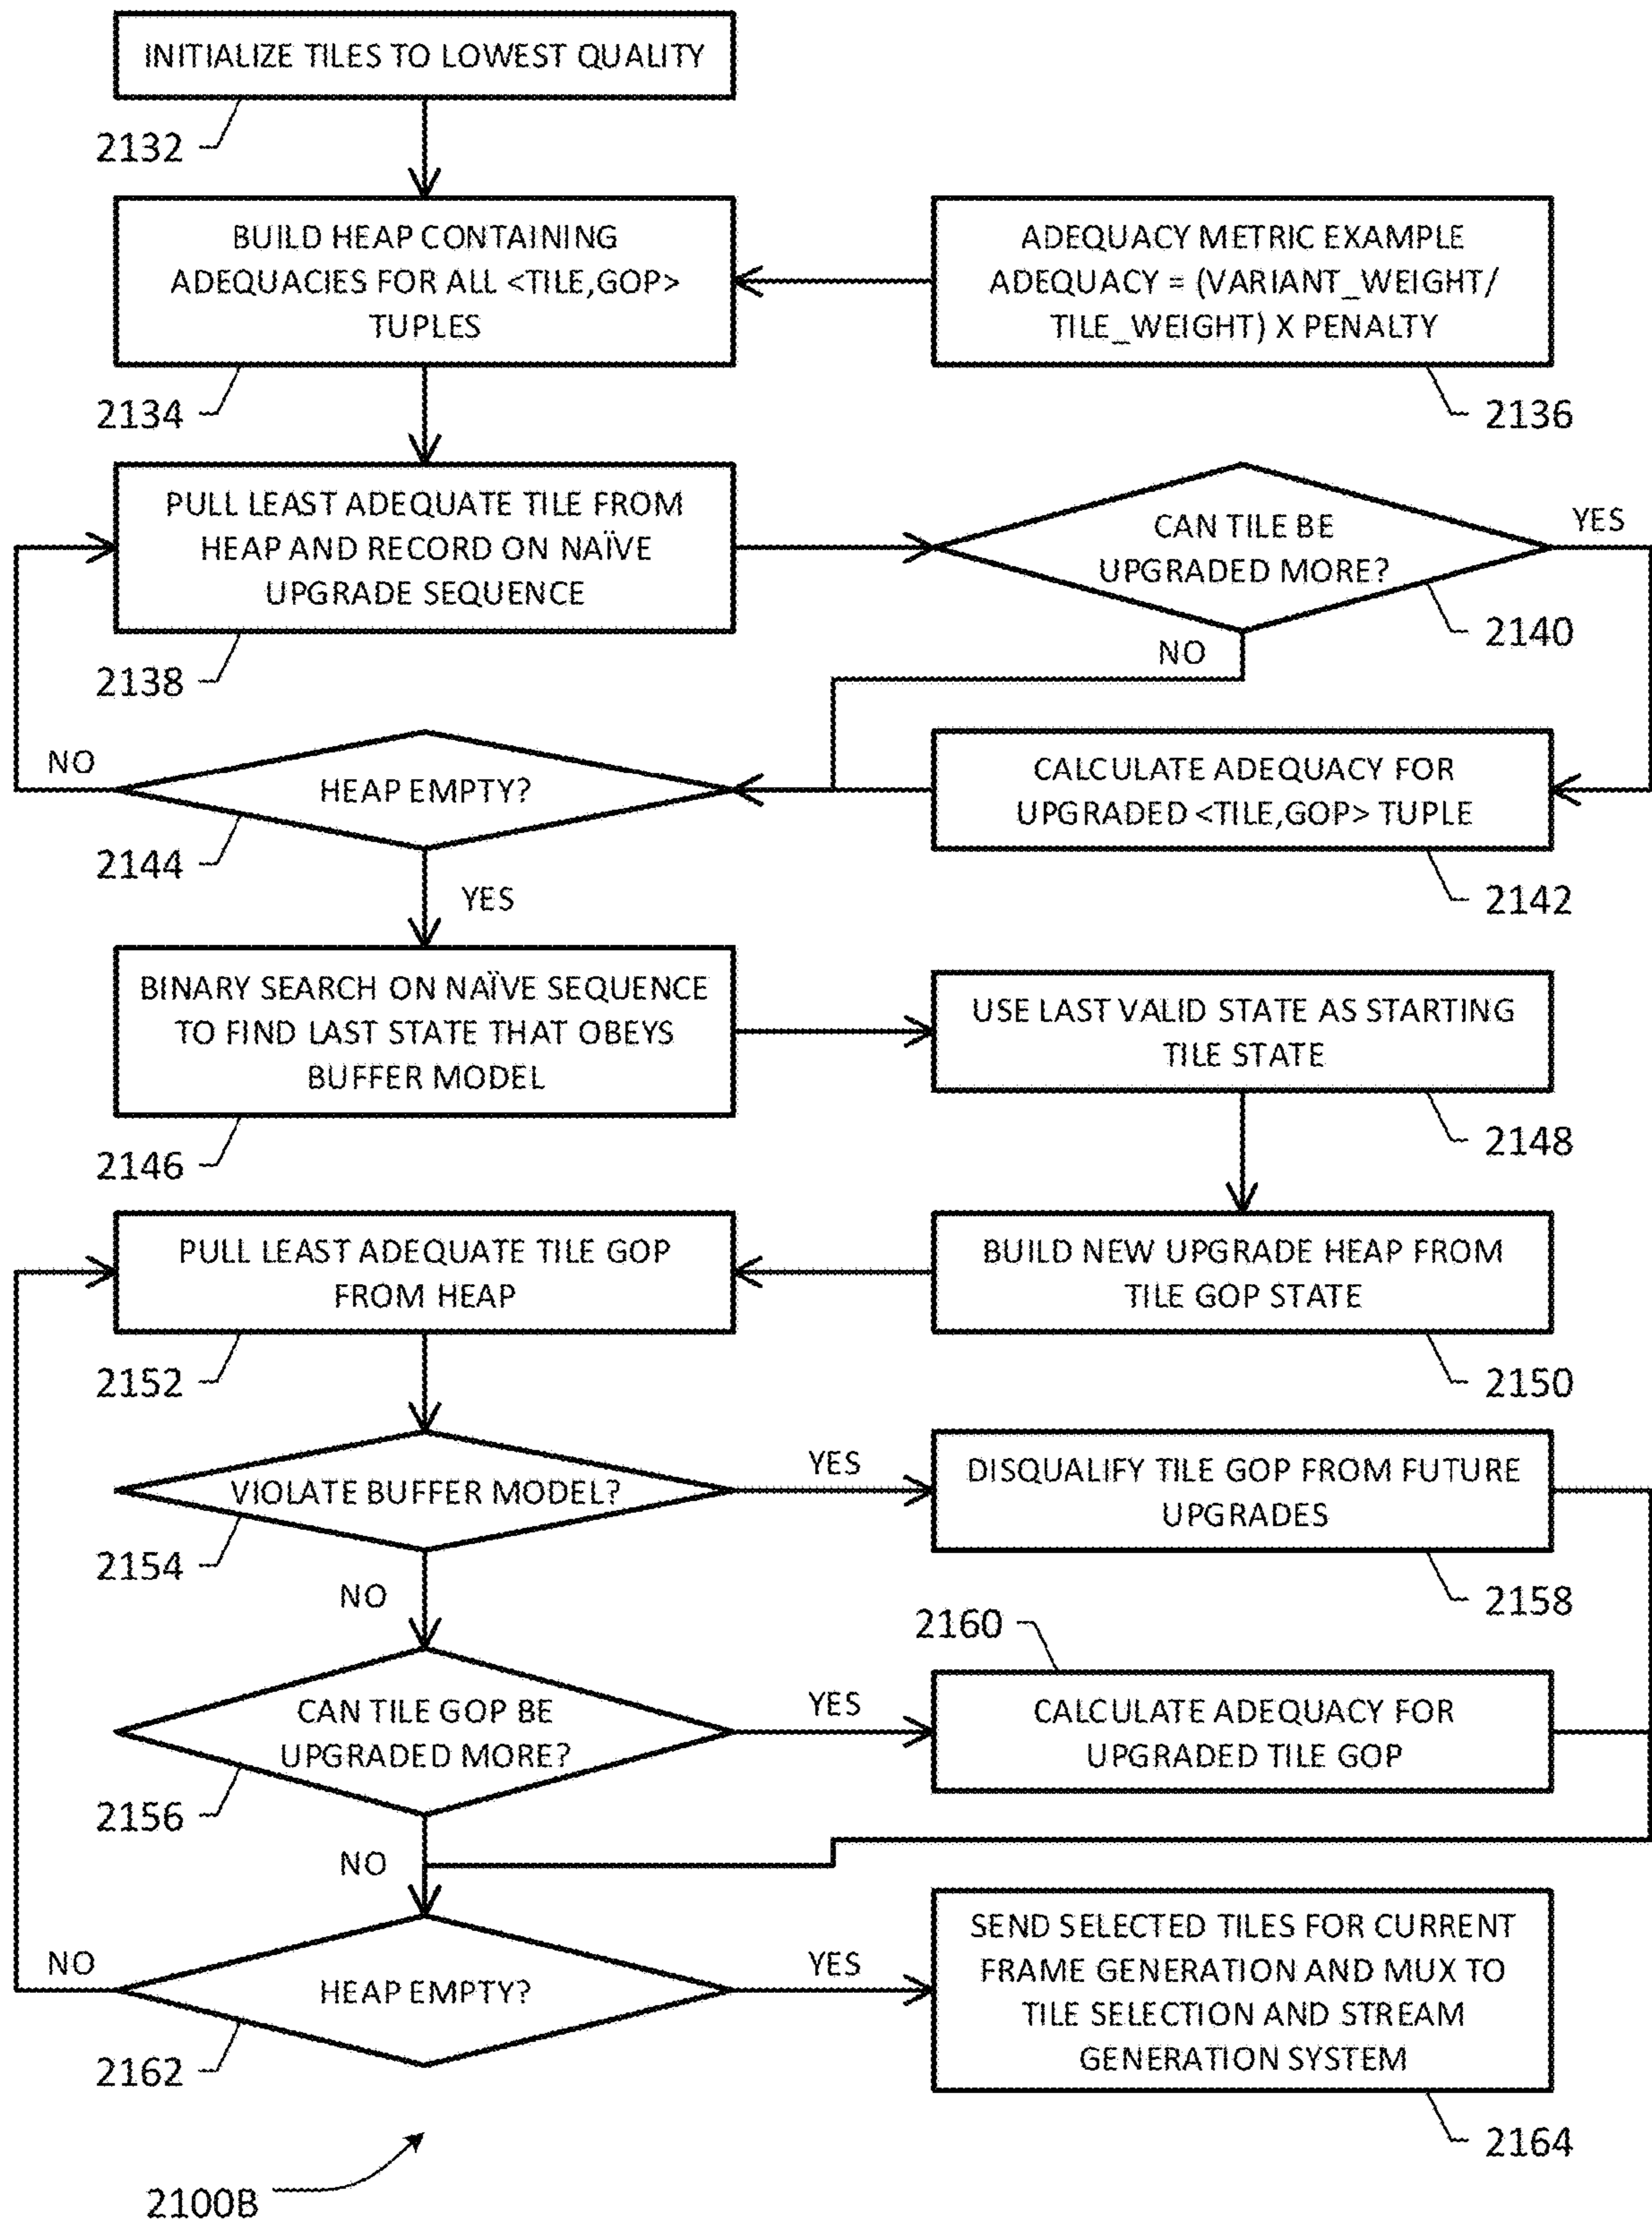 INITIALIZE TILES TO LOWEST QUALITY
2132
BUILD HEAP CONTAINING
ADEQUACIES FOR ALL <TILE,GOP>
TUPLES
2134
ADEQUACY METRIC EXAMPLE
ADEQUACY = (VARIANT_WEIGHT/
TILE_WEIGHT) X PENALTY
2136
PULL LEAST ADEQUATE TILE FROM
HEAP AND RECORD ON NAÏVE
UPGRADE SEQUENCE
2138
CAN TILE BE
UPGRADED MORE?
YES
2140
NO
NO
HEAP EMPTY?
2144
YES
CALCULATE ADEQUACY FOR
UPGRADED <TILE,GOP> TUPLE
2142
BINARY SEARCH ON NAÏVE SEQUENCE
TO FIND LAST STATE THAT OBEYS
BUFFER MODEL
2146
USE LAST VALID STATE AS STARTING
TILE STATE
2148
PULL LEAST ADEQUATE TILE GOP
FROM HEAP
2152
BUILD NEW UPGRADE HEAP FROM
TILE GOP STATE
2150
VIOLATE BUFFER MODEL?
YES
2154
NO
DISQUALIFY TILE GOP FROM FUTURE
UPGRADES
2158
2160
CAN TILE GOP BE
UPGRADED MORE?
YES
2156
NO
CALCULATE ADEQUACY FOR
UPGRADED TILE GOP
NO
HEAP EMPTY?
YES
2162
SEND SELECTED TILES FOR CURRENT
FRAME GENERATION AND MUX TO
TILE SELECTION AND STREAM
GENERATION SYSTEM
2164
2100B